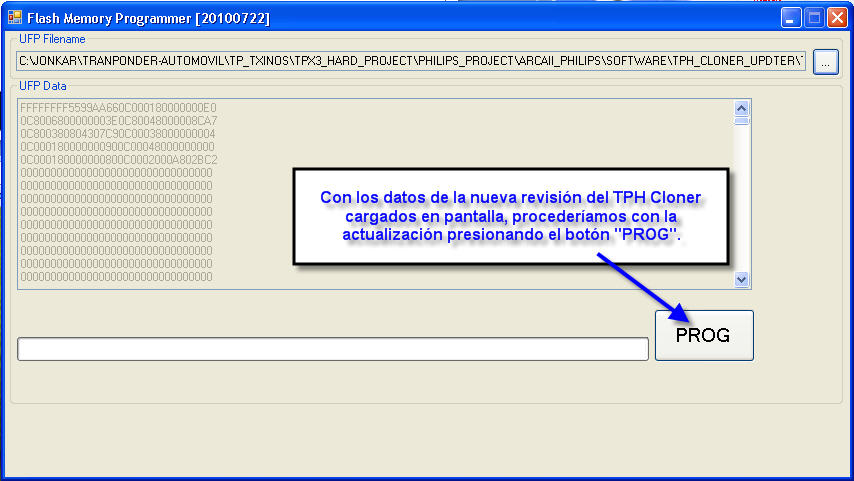 Flash Memory Programmer [20100722]
UFP Filename
C:\JONKAR\TRANPONDER-AUTOMOVIL\TP_TXINOS\TPX3_HARD_PROJECT\PHILIPS_PROJECT\ARCAII_PHILIPS\SOFTWARE\TPH_CLONER_UPDTER\
...
UFP Data
FFFFFFFF5599AA660C000180000000E0
0C8006800000003E0C80048000008CA7
0C800380804307C90C00038000000004
0C000180000000900C00048000000000
0C000180000000800C0002000A802BC2
00000000000000000000000000000000
00000000000000000000000000000000
00000000000000000000000000000000
00000000000000000000000000000000
00000000000000000000000000000000
00000000000000000000000000000000
00000000000000000000000000000000
00000000000000000000000000000000
00000000000000000000000000000000
Con los datos de la nueva revisión del TPH Cloner
cargados en pantalla, procederíamos con la
actualización presionando el botón "PROG".
PROG